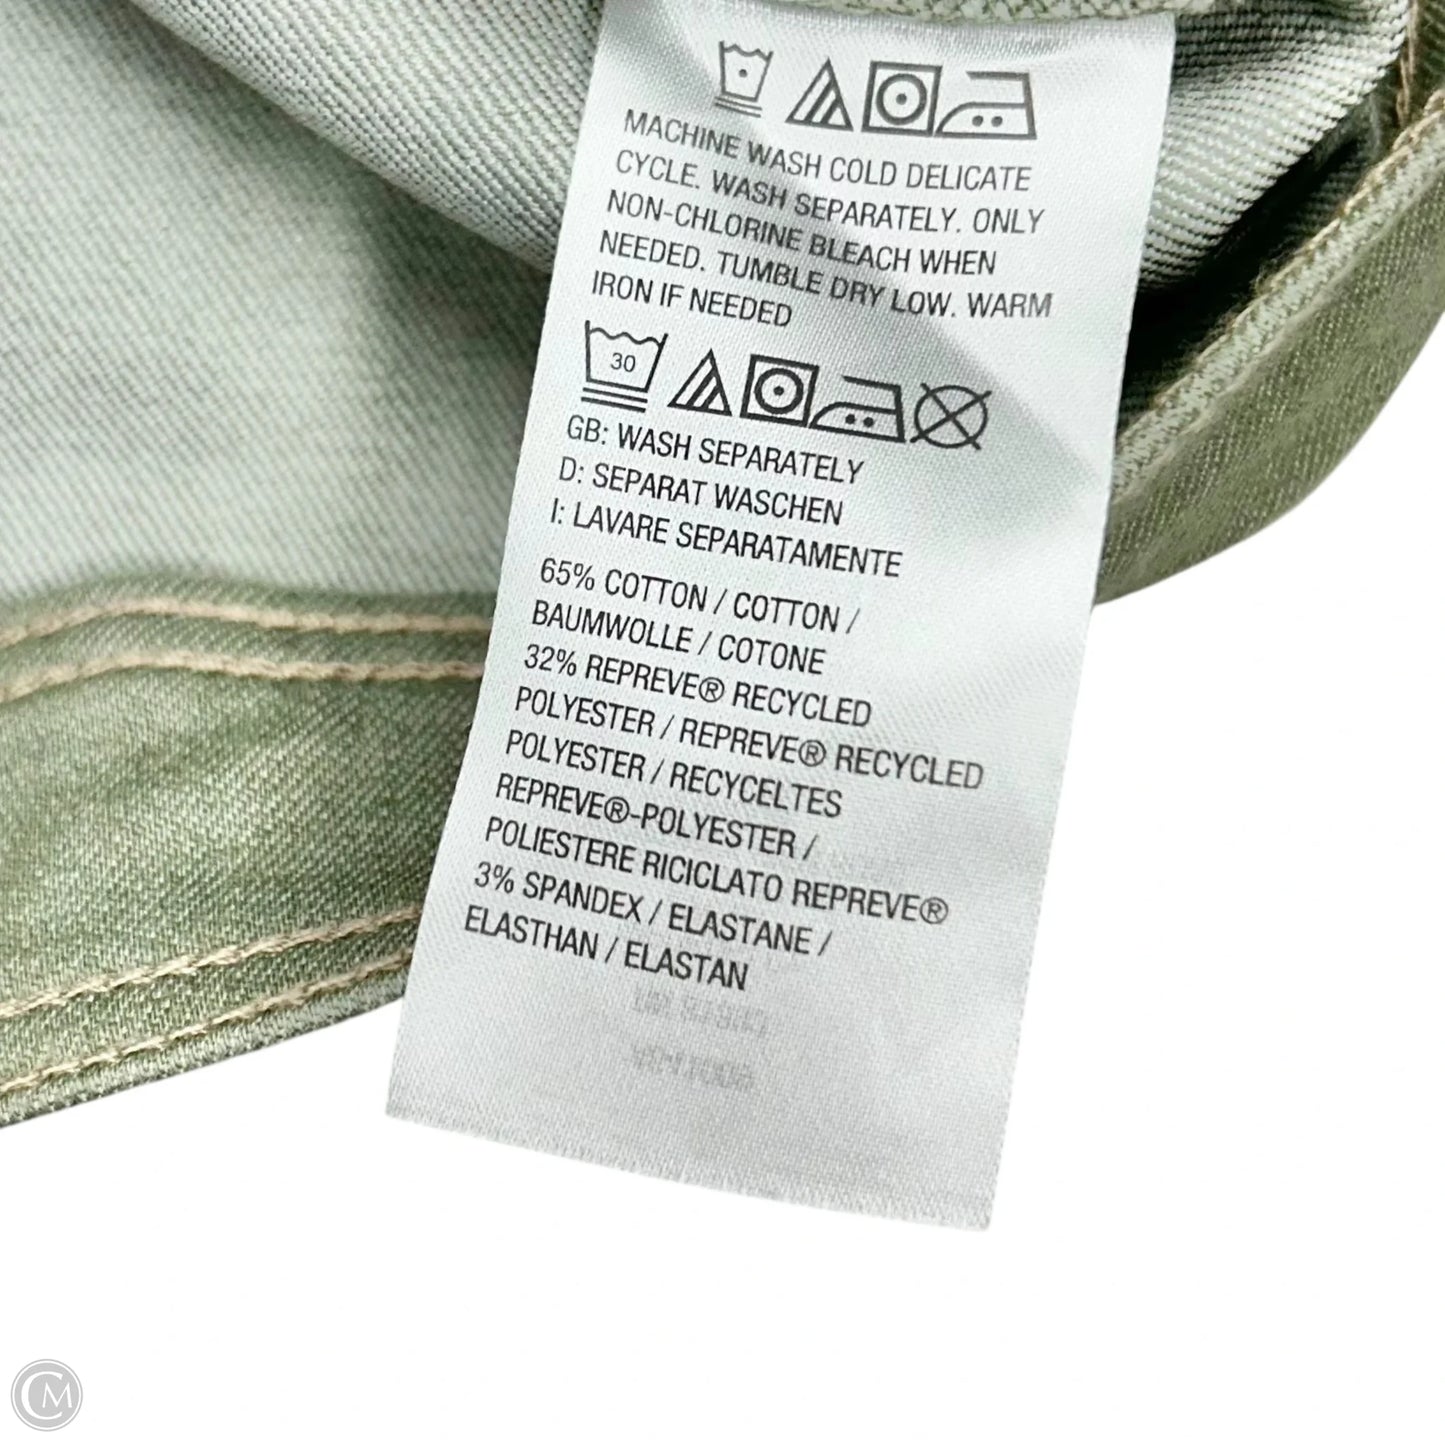 MACHINE WASH COLD DELICATE
CYCLE. WASH SEPARATELY. ONLY
NON-CHLORINE BLEACH WHEN
NEEDED. TUMBLE DRY LOW. WARM
IRON IF NEEDED
30
GB: WASH SEPARATELY
D: SEPARAT WASCHEN
I: LAVARE SEPARATAMENTE
65% COTTON / COTTON /
BAUMWOLLE / COTONE
32% REPREVE® RECYCLED
POLYESTER / REPREVE® RECYCLED
POLYESTER / RECYCELTES
REPREVE®-POLYESTER /
POLIESTERE RICICLATO REPREVE®
3% SPANDEX / ELASTANE /
ELASTHAN / ELASTAN
CM